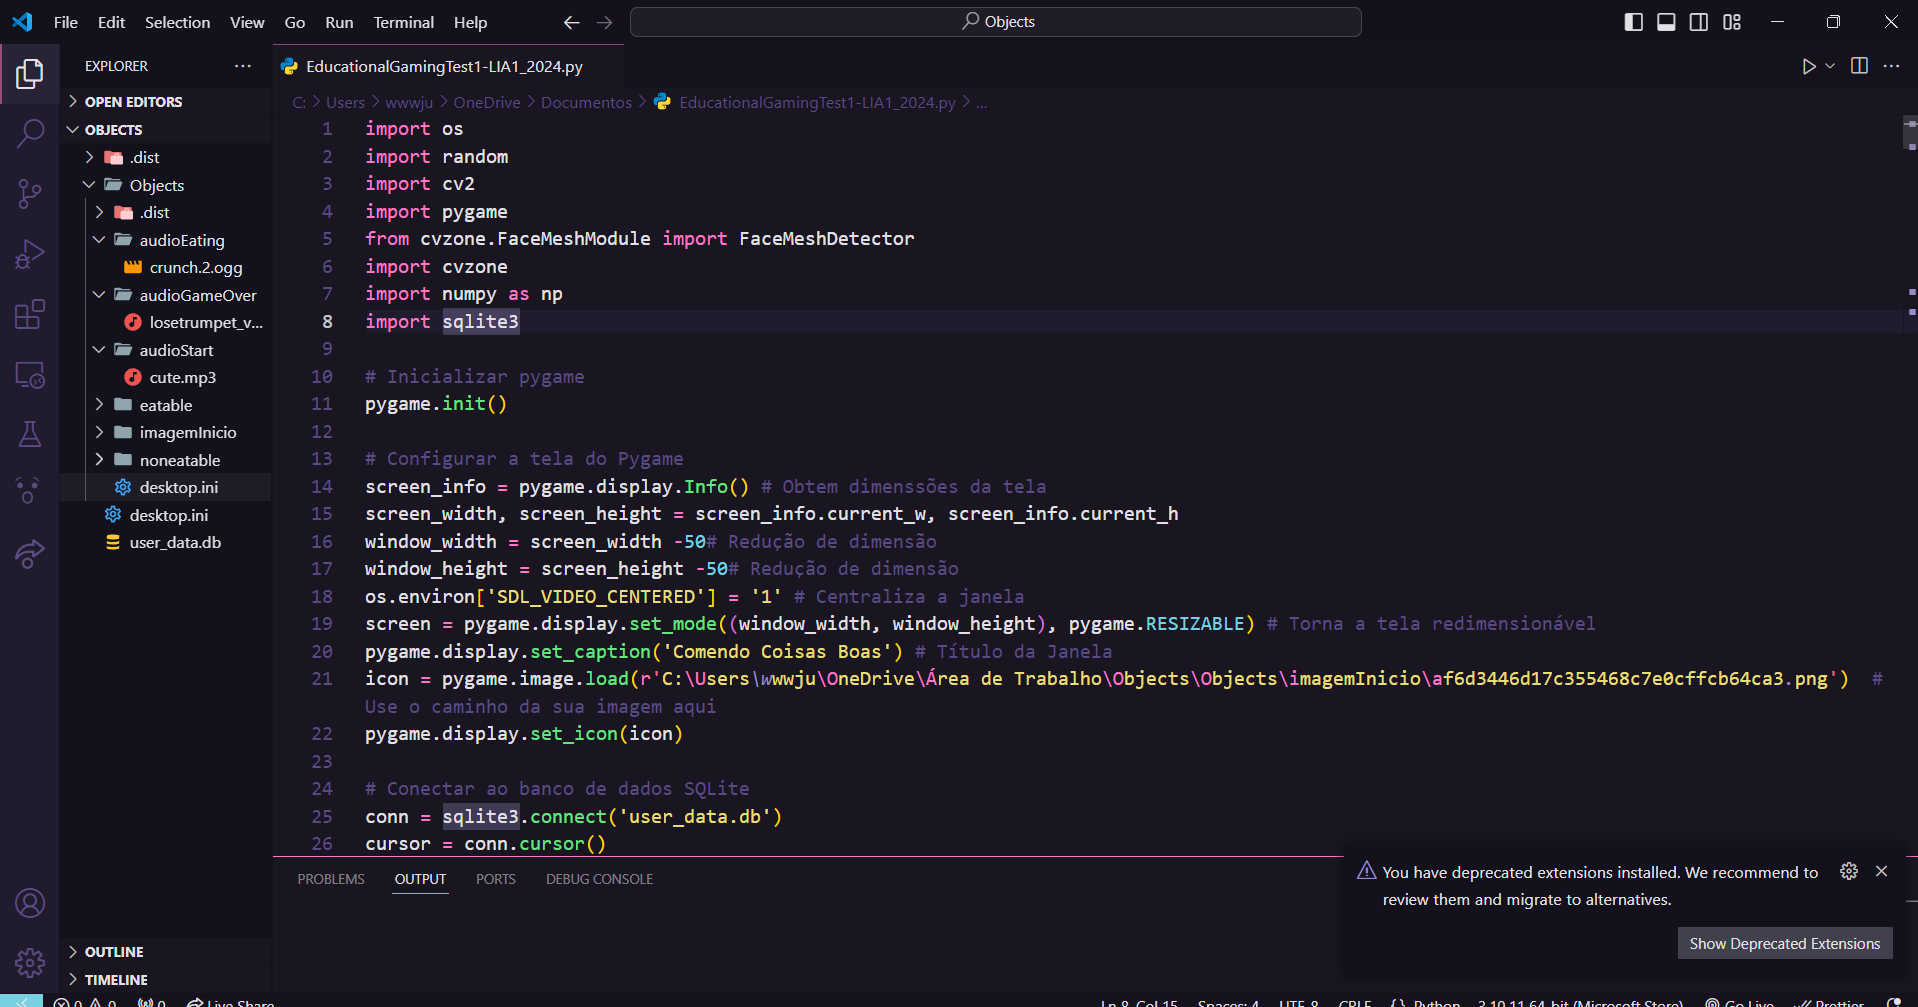 File Edit Selection View Go Run Terminal Help Objects
EXPLORER
OPEN EDITORS
OBJECTS
.dist
Objects
.dist
audioEating
crunch.2.ogg
audioGameOver
losetrumpet_v...
audioStart
cute.mp3
eatable
imagemInicio
noneatable
desktop.ini
desktop.ini
user_data.db
OUTLINE
TIMELINE
EducationalGamingTest1-LIA1_2024.py
C: > Users > wwwju > OneDrive > Documentos > EducationalGamingTest1-LIA1_2024.py > ...
1 import os
2 import random
3 import cv2
4 import pygame
5 from cvzone.FaceMeshModule import FaceMeshDetector
6 import cvzone
7 import numpy as np
8 import sqlite3
9
10 # Inicializar pygame
11 pygame.init()
12
13 # Configurar a tela do Pygame
14 screen_info = pygame.display.Info() # Obtem dimenssões da tela
15 screen_width, screen_height = screen_info.current_w, screen_info.current_h
16 window_width = screen_width -50# Redução de dimensão
17 window_height = screen_height -50# Redução de dimensão
18 os.environ['SDL_VIDEO_CENTERED'] = '1' # Centraliza a janela
19 screen = pygame.display.set_mode((window_width, window_height), pygame.RESIZABLE) # Torna a tela redimensionável
20 pygame.display.set_caption('Comendo Coisas Boas') # Título da Janela
21 icon = pygame.image.load(r'C:\Users\wwwju\OneDrive\Área de Trabalho\Objects\Objects\imagemInicio\af6d3446d17c355468c7e0cffcb64ca3.png') #
Use o caminho da sua imagem aqui
22 pygame.display.set_icon(icon)
23
24 # Conectar ao banco de dados SQLite
25 conn = sqlite3.connect('user_data.db')
26 cursor = conn.cursor()
PROBLEMS OUTPUT PORTS DEBUG CONSOLE
You have deprecated extensions installed. We recommend to
review them and migrate to alternatives.
Show Deprecated Extensions
0 0 0 Live Share Ln 8, Col 15 Spaces: 4 UTF-8 CRLF {} Python 3.10.11 64-bit (Microsoft Store) Go Live Prettier